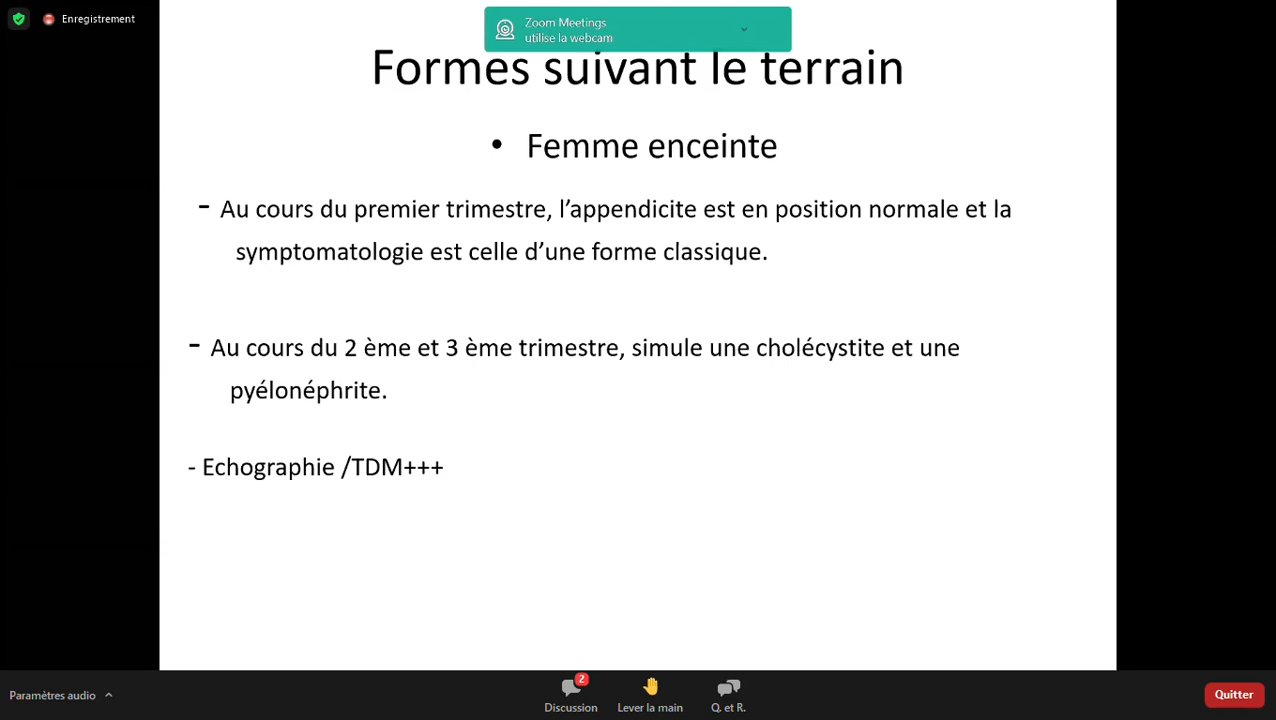 Enregistrement
Zoom Meetings
utilise la webcam
Formes suivant le terrain
• Femme enceinte
- Au cours du premier trimestre, l’appendicite est en position normale et la
symptomatologie est celle d’une forme classique.
- Au cours du 2 ème et 3 ème trimestre, simule une cholécystite et une
pyélonéphrite.
- Echographie /TDM+++
Paramètres audio
2
Discussion
Lever la main
Q. et R.
Quitter